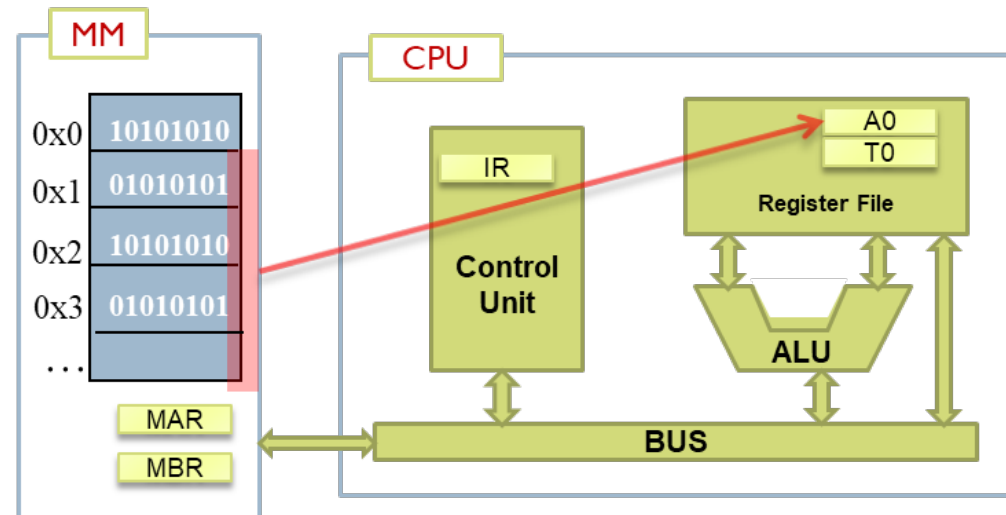 MM
0x0 10101010
0x1 01010101
0x2 10101010
0x3 01010101
...
MAR
MBR
CPU
IR
Control
Unit
A0
T0
Register File
ALU
BUS